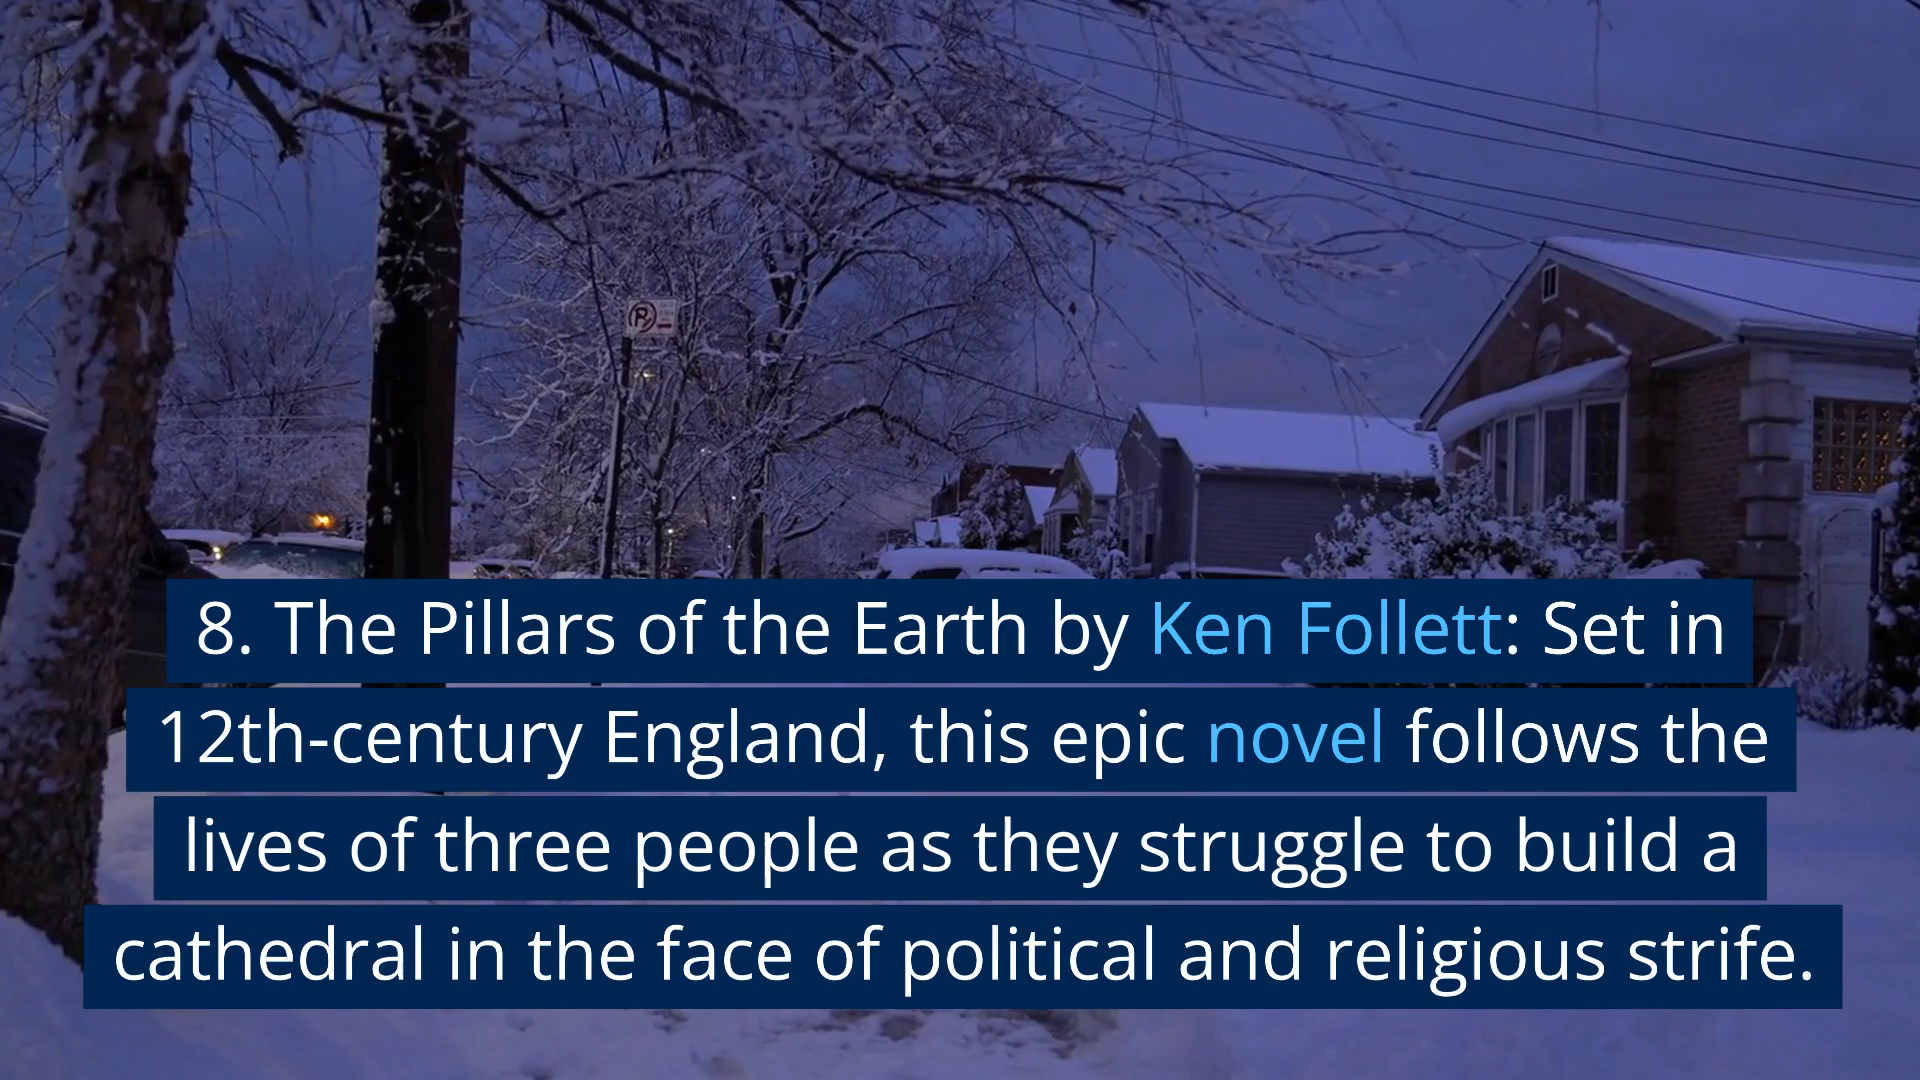 8. The Pillars of the Earth by Ken Follett: Set in
12th-century England, this epic novel follows the
lives of three people as they struggle to build a
cathedral in the face of political and religious strife.